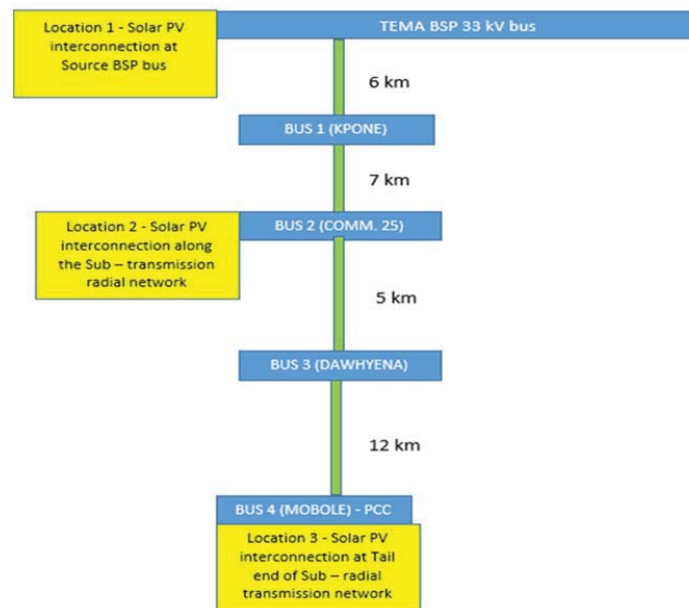 Location 1 - Solar PV
interconnection at
Source BSP bus
TEMA BSP 33 kV bus
6 km
BUS 1 (KPONE)
7 km
Location 2 - Solar PV
interconnection along
the Sub – transmission
radial network
BUS 2 (COMM. 25)
5 km
BUS 3 (DAWHYENA)
12 km
BUS 4 (MOBOLE) - PCC
Location 3 - Solar PV
interconnection at Tail
end of Sub – radial
transmission network